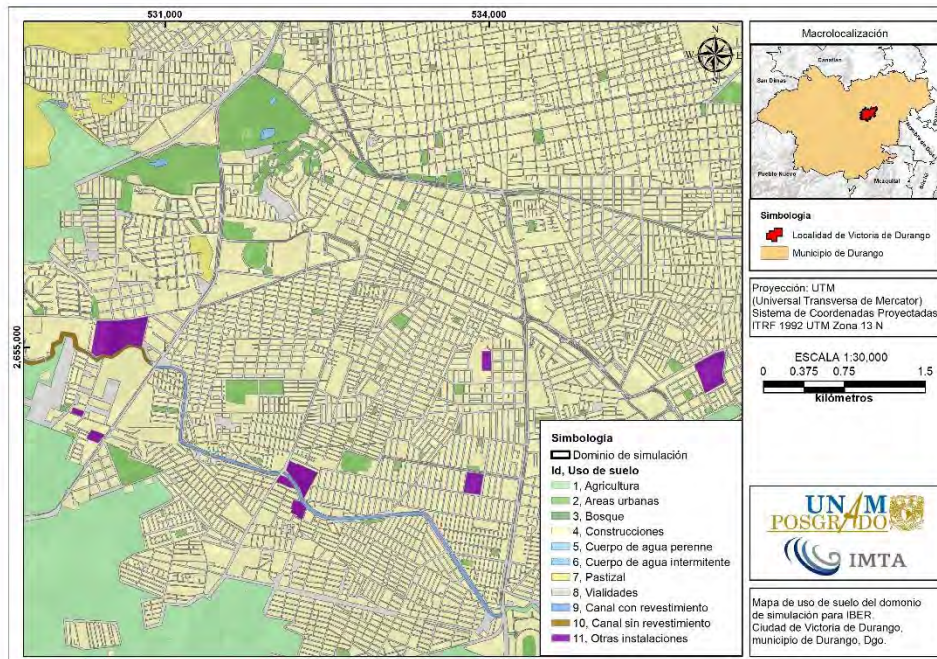 531,000
534,000
2,655,000
N
W
E
S
Macrolocalización
Canatlán
San Dimas
Pueblo Nuevo
Mezquital
Simbología
Localidad de Victoria de Durango
Municipio de Durango
Proyección: UTM
(Universal Transversa de Mercator)
Sistema de Coordenadas Proyectadas
ITRF 1992 UTM Zona 13 N
ESCALA 1:30,000
0 0.375 0.75 1.5
kilómetros
Simbología
Dominio de simulación
Id, Uso de suelo
1, Agricultura
2, Areas urbanas
3, Bosque
4, Construcciones
5, Cuerpo de agua perenne
6, Cuerpo de agua intermitente
7, Pastizal
8, Vialidades
9, Canal con revestimiento
10, Canal sin revestimiento
11, Otras instalaciones
UNAM
POSGRADO
IMTA
Mapa de uso de suelo del domonio
de simulación para IBER.
Ciudad de Victoria de Durango,
municipio de Durango, Dgo.